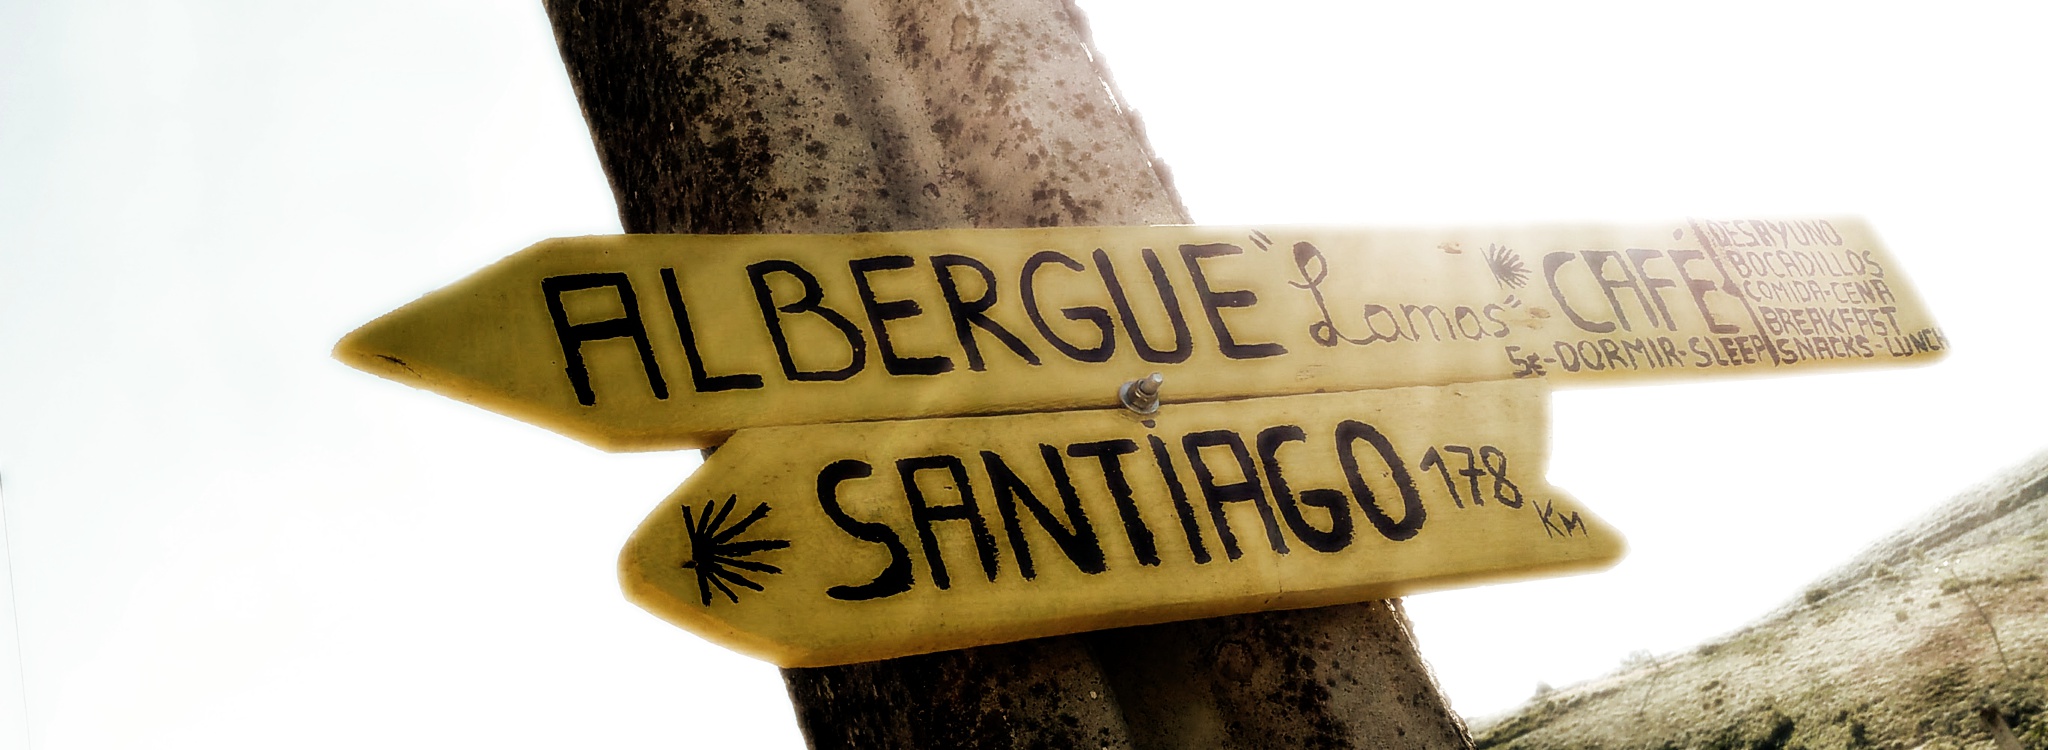 ALBERGUE "Lamas" CAFÉ
DESAYUNO
BOCADILLOS
COMIDA-CENA
BREAKFAST
5€-DORMIR-SLEEP SNACKS-LUNCH
SANTIAGO 178
KM